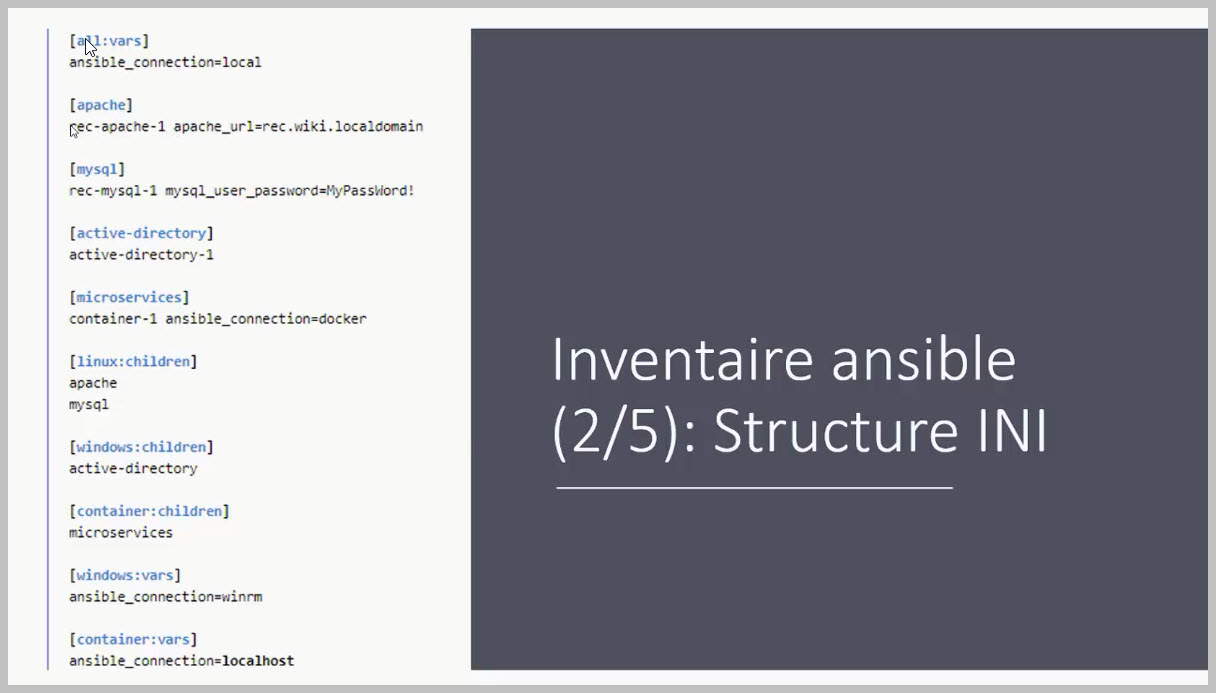 [all:vars]
ansible_connection=local
[apache]
rec-apache-1 apache_url=rec.wiki.localdomain
[mysql]
rec-mysql-1 mysql_user_password=MyPassWord!
[active-directory]
active-directory-1
[microservices]
container-1 ansible_connection=docker
[linux:children]
apache
mysql
[windows:children]
active-directory
[container:children]
microservices
[windows:vars]
ansible_connection=winrm
[container:vars]
ansible_connection=localhost
Inventaire ansible
(2/5): Structure INI